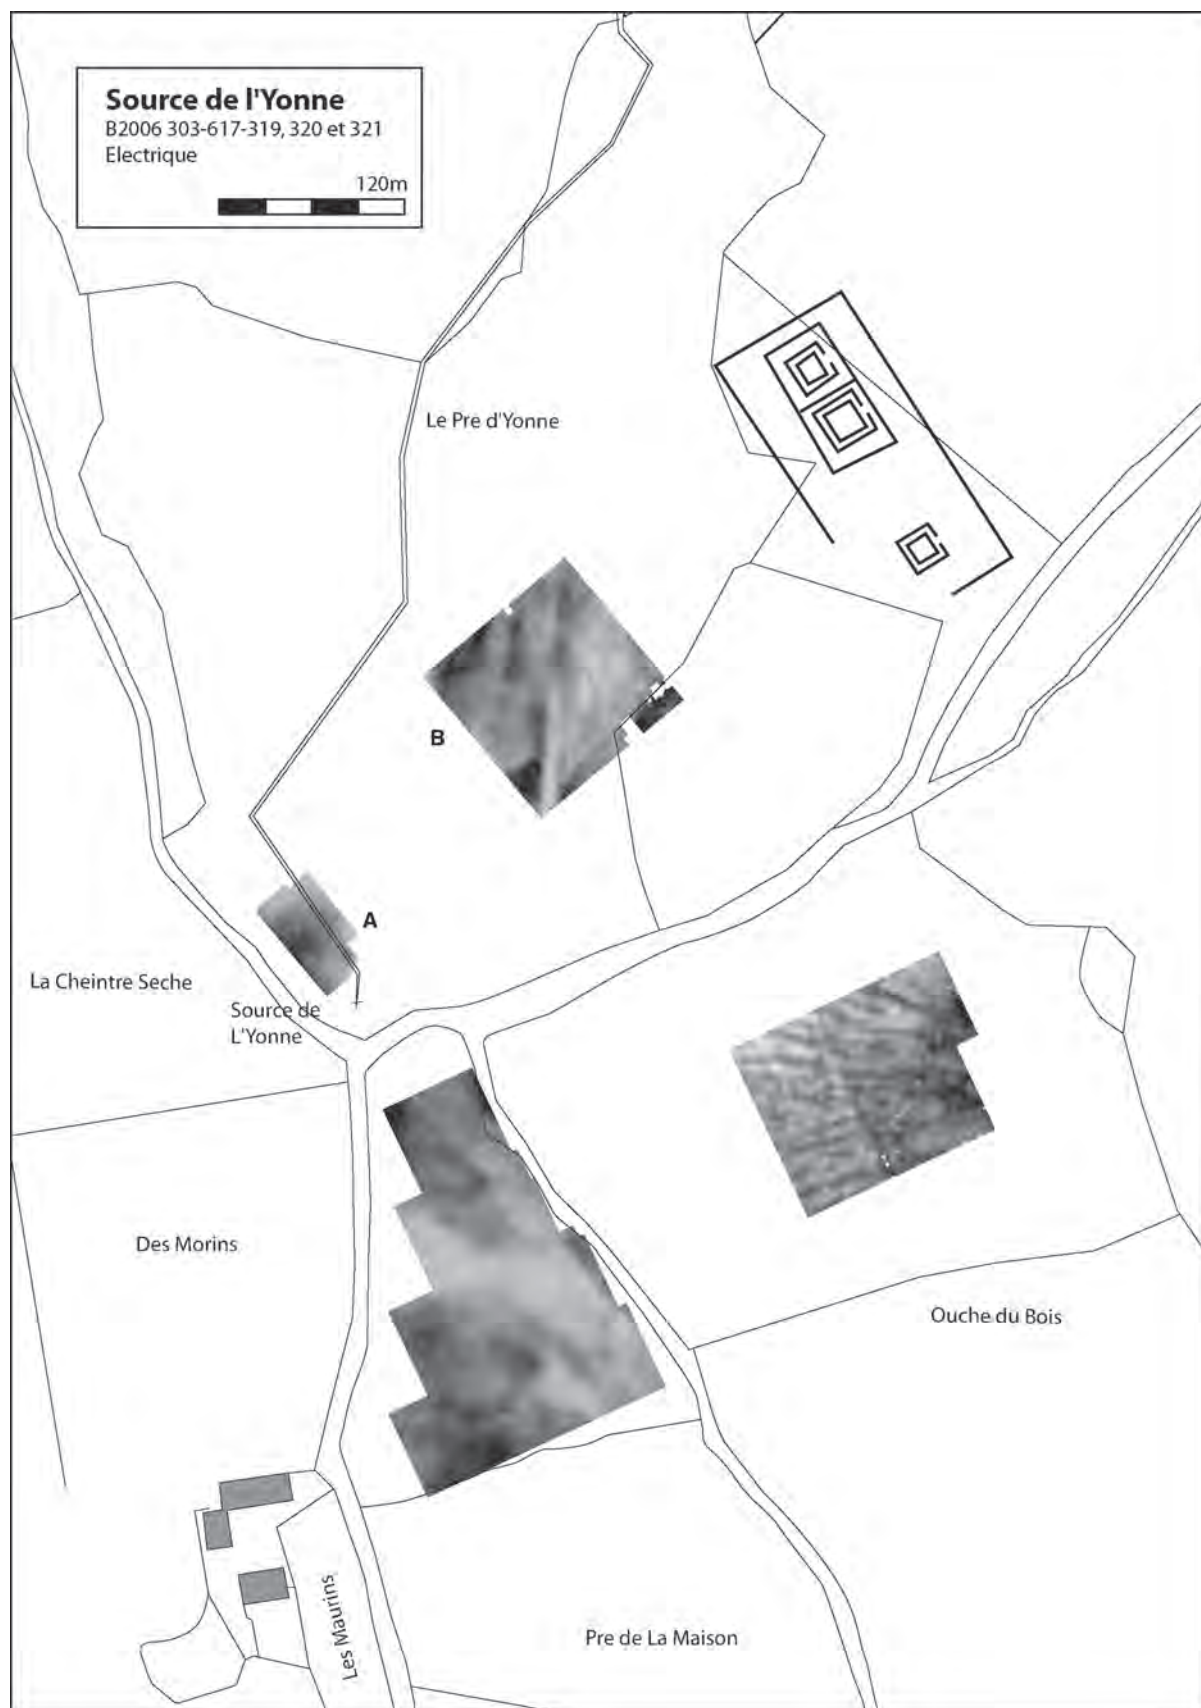 Source de l'Yonne
B2006 303-617-319, 320 et 321
Electrique
120m
Le Pre d'Yonne
B
A
La Cheintre Seche
Source de
L'Yonne
Des Morins
Ouche du Bois
Les Maurins
Pre de La Maison